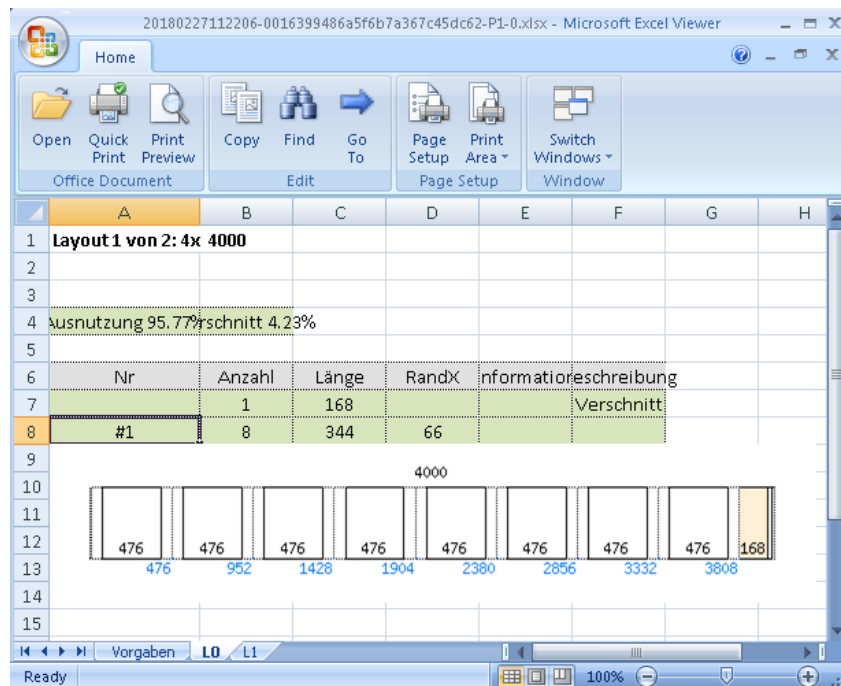 20180227112206-0016399486a5f6b7a367c45dc62-P1-0.xlsx - Microsoft Excel Viewer
Home
Open Quick Print Print Preview Copy Find Go To Page Setup Print Area Switch Windows
Office Document Edit Page Setup Window
A B C D E F G H
1 Layout 1 von 2: 4x 4000
2
3
4 Ausnutzung 95.77% rschnitt 4.23%
5
6 Nr Anzahl Länge RandX nformation eschreibung
7 1 168 Verschnitt
8 #1 8 344 66
9 4000
10
11
12 476 476 476 476 476 476 476 476 168
13 476 952 1428 1904 2380 2856 3332 3808
14
15
Vorgaben L0 L1
Ready 100%